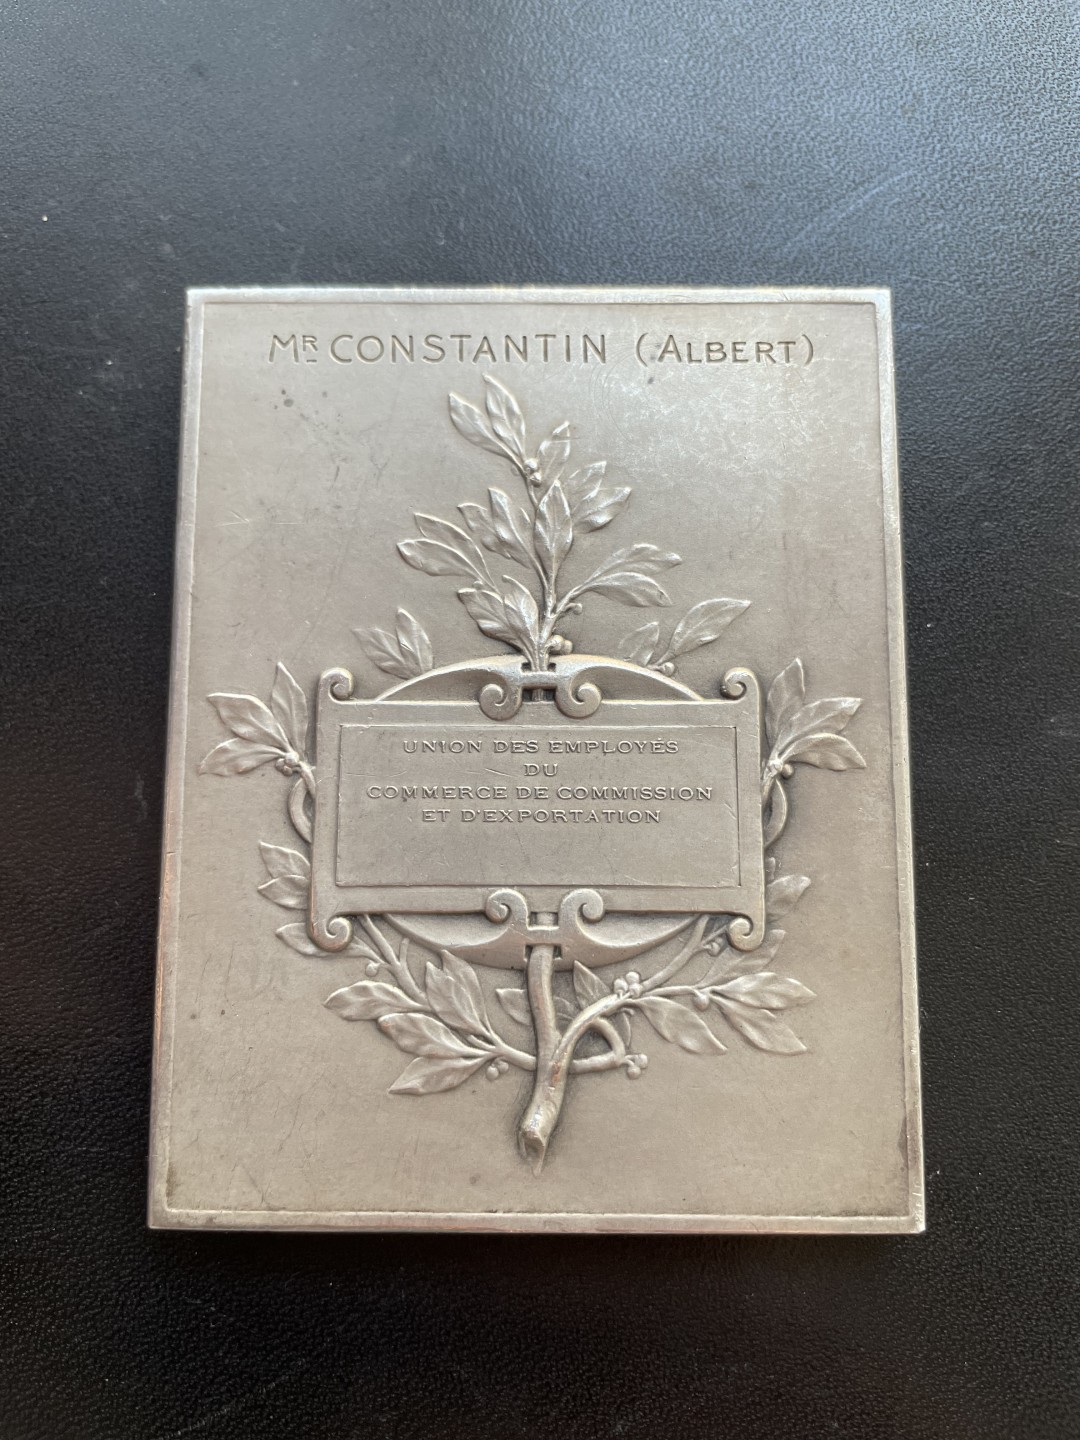 MR CONSTANTIN (ALBERT)
UNION DES EMPLOYÉS
DU
COMMERCE DE COMMISSION
ET D'EXPORTATION